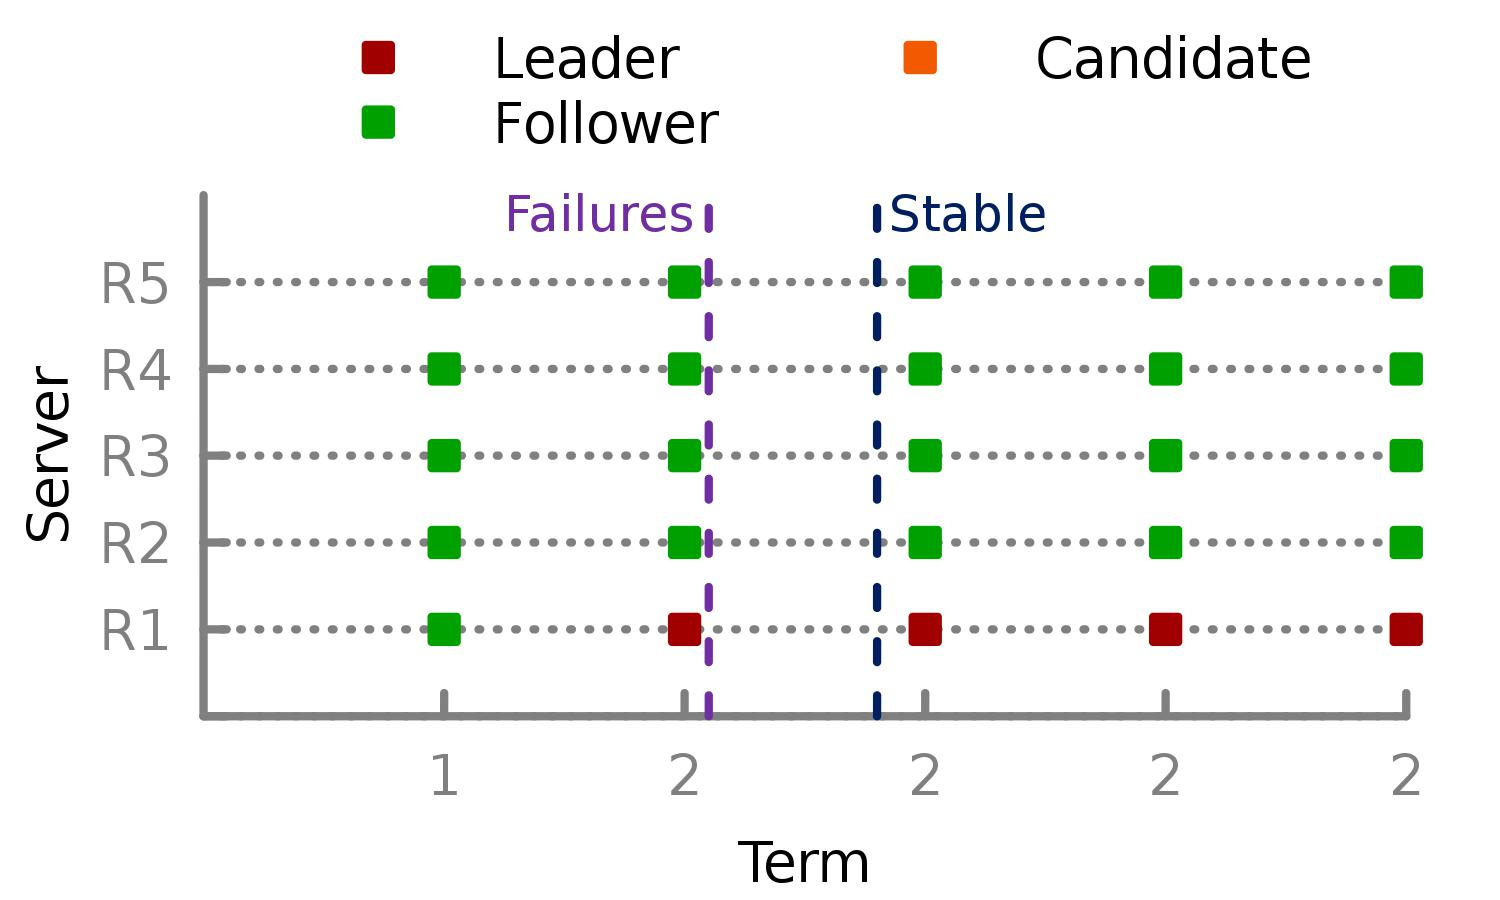 Leader Candidate
Follower
Failures Stable
R5
R4
R3
R2
R1
Server
1 2 2 2 2
Term